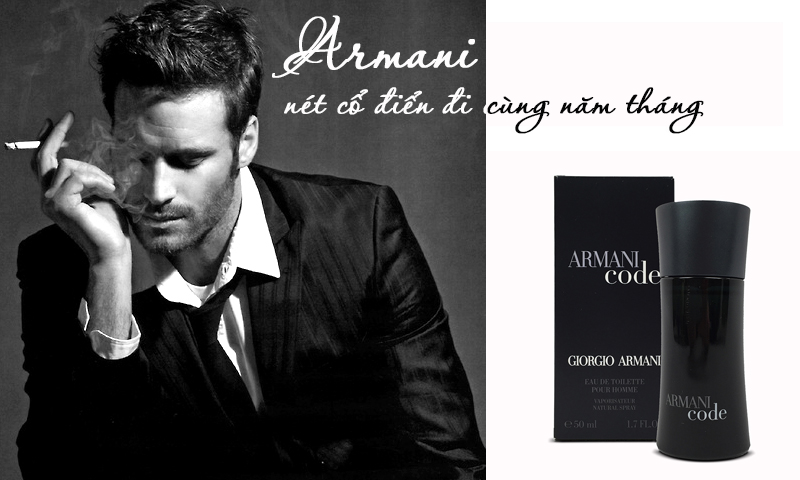 Armani
nét cổ điển đi cùng năm tháng
ARMANI
code
GIORGIO ARMANI
EAU DE TOILETTE
POUR HOMME
VAPORISATEUR
NATURAL SPRAY
℮ 50 ml 1.7 FL.O
ARMANI
code